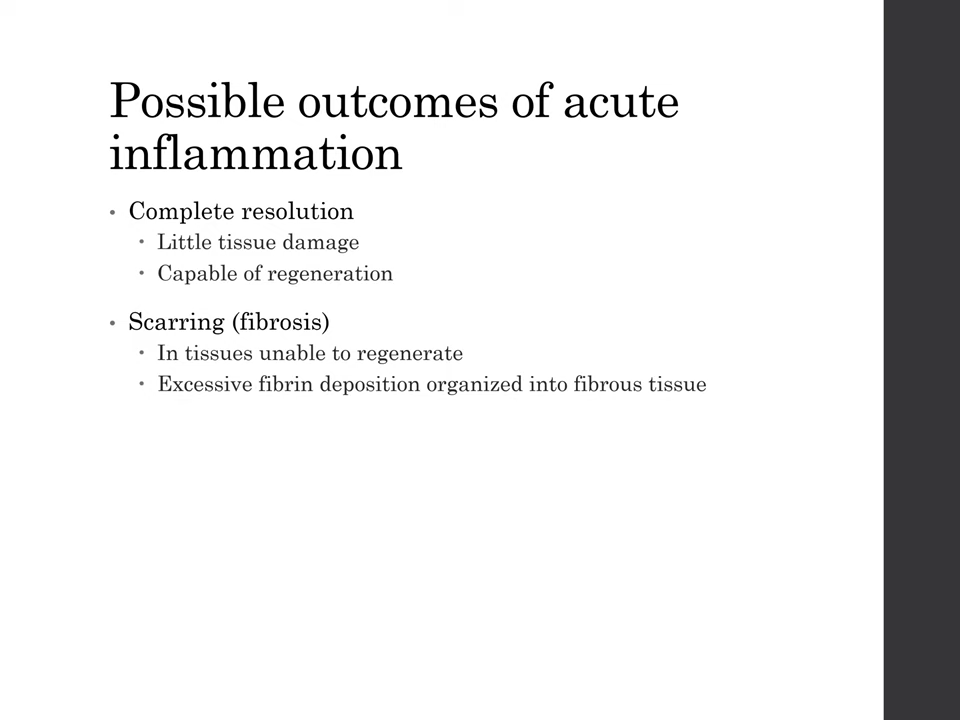 Possible outcomes of acute
inflammation
• Complete resolution
• Little tissue damage
• Capable of regeneration
• Scarring (fibrosis)
• In tissues unable to regenerate
• Excessive fibrin deposition organized into fibrous tissue